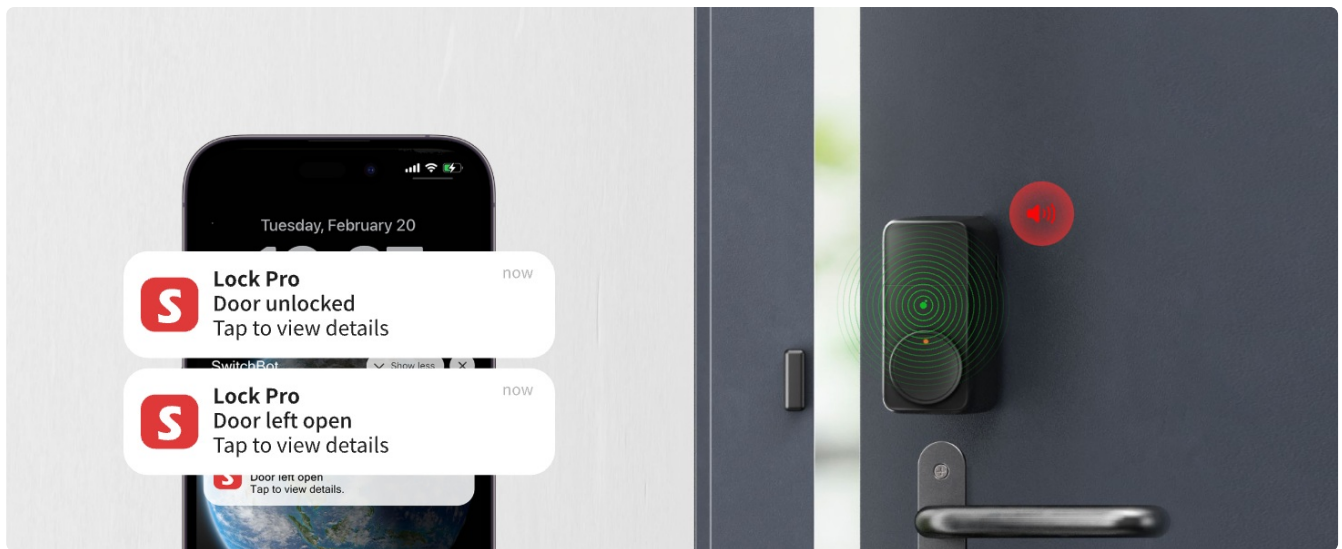 Tuesday, February 20
Lock Pro
now
Door unlocked
Tap to view details
SwitchBot
Show less
Lock Pro
now
Door left open
Tap to view details
Door left open
Tap to view details.